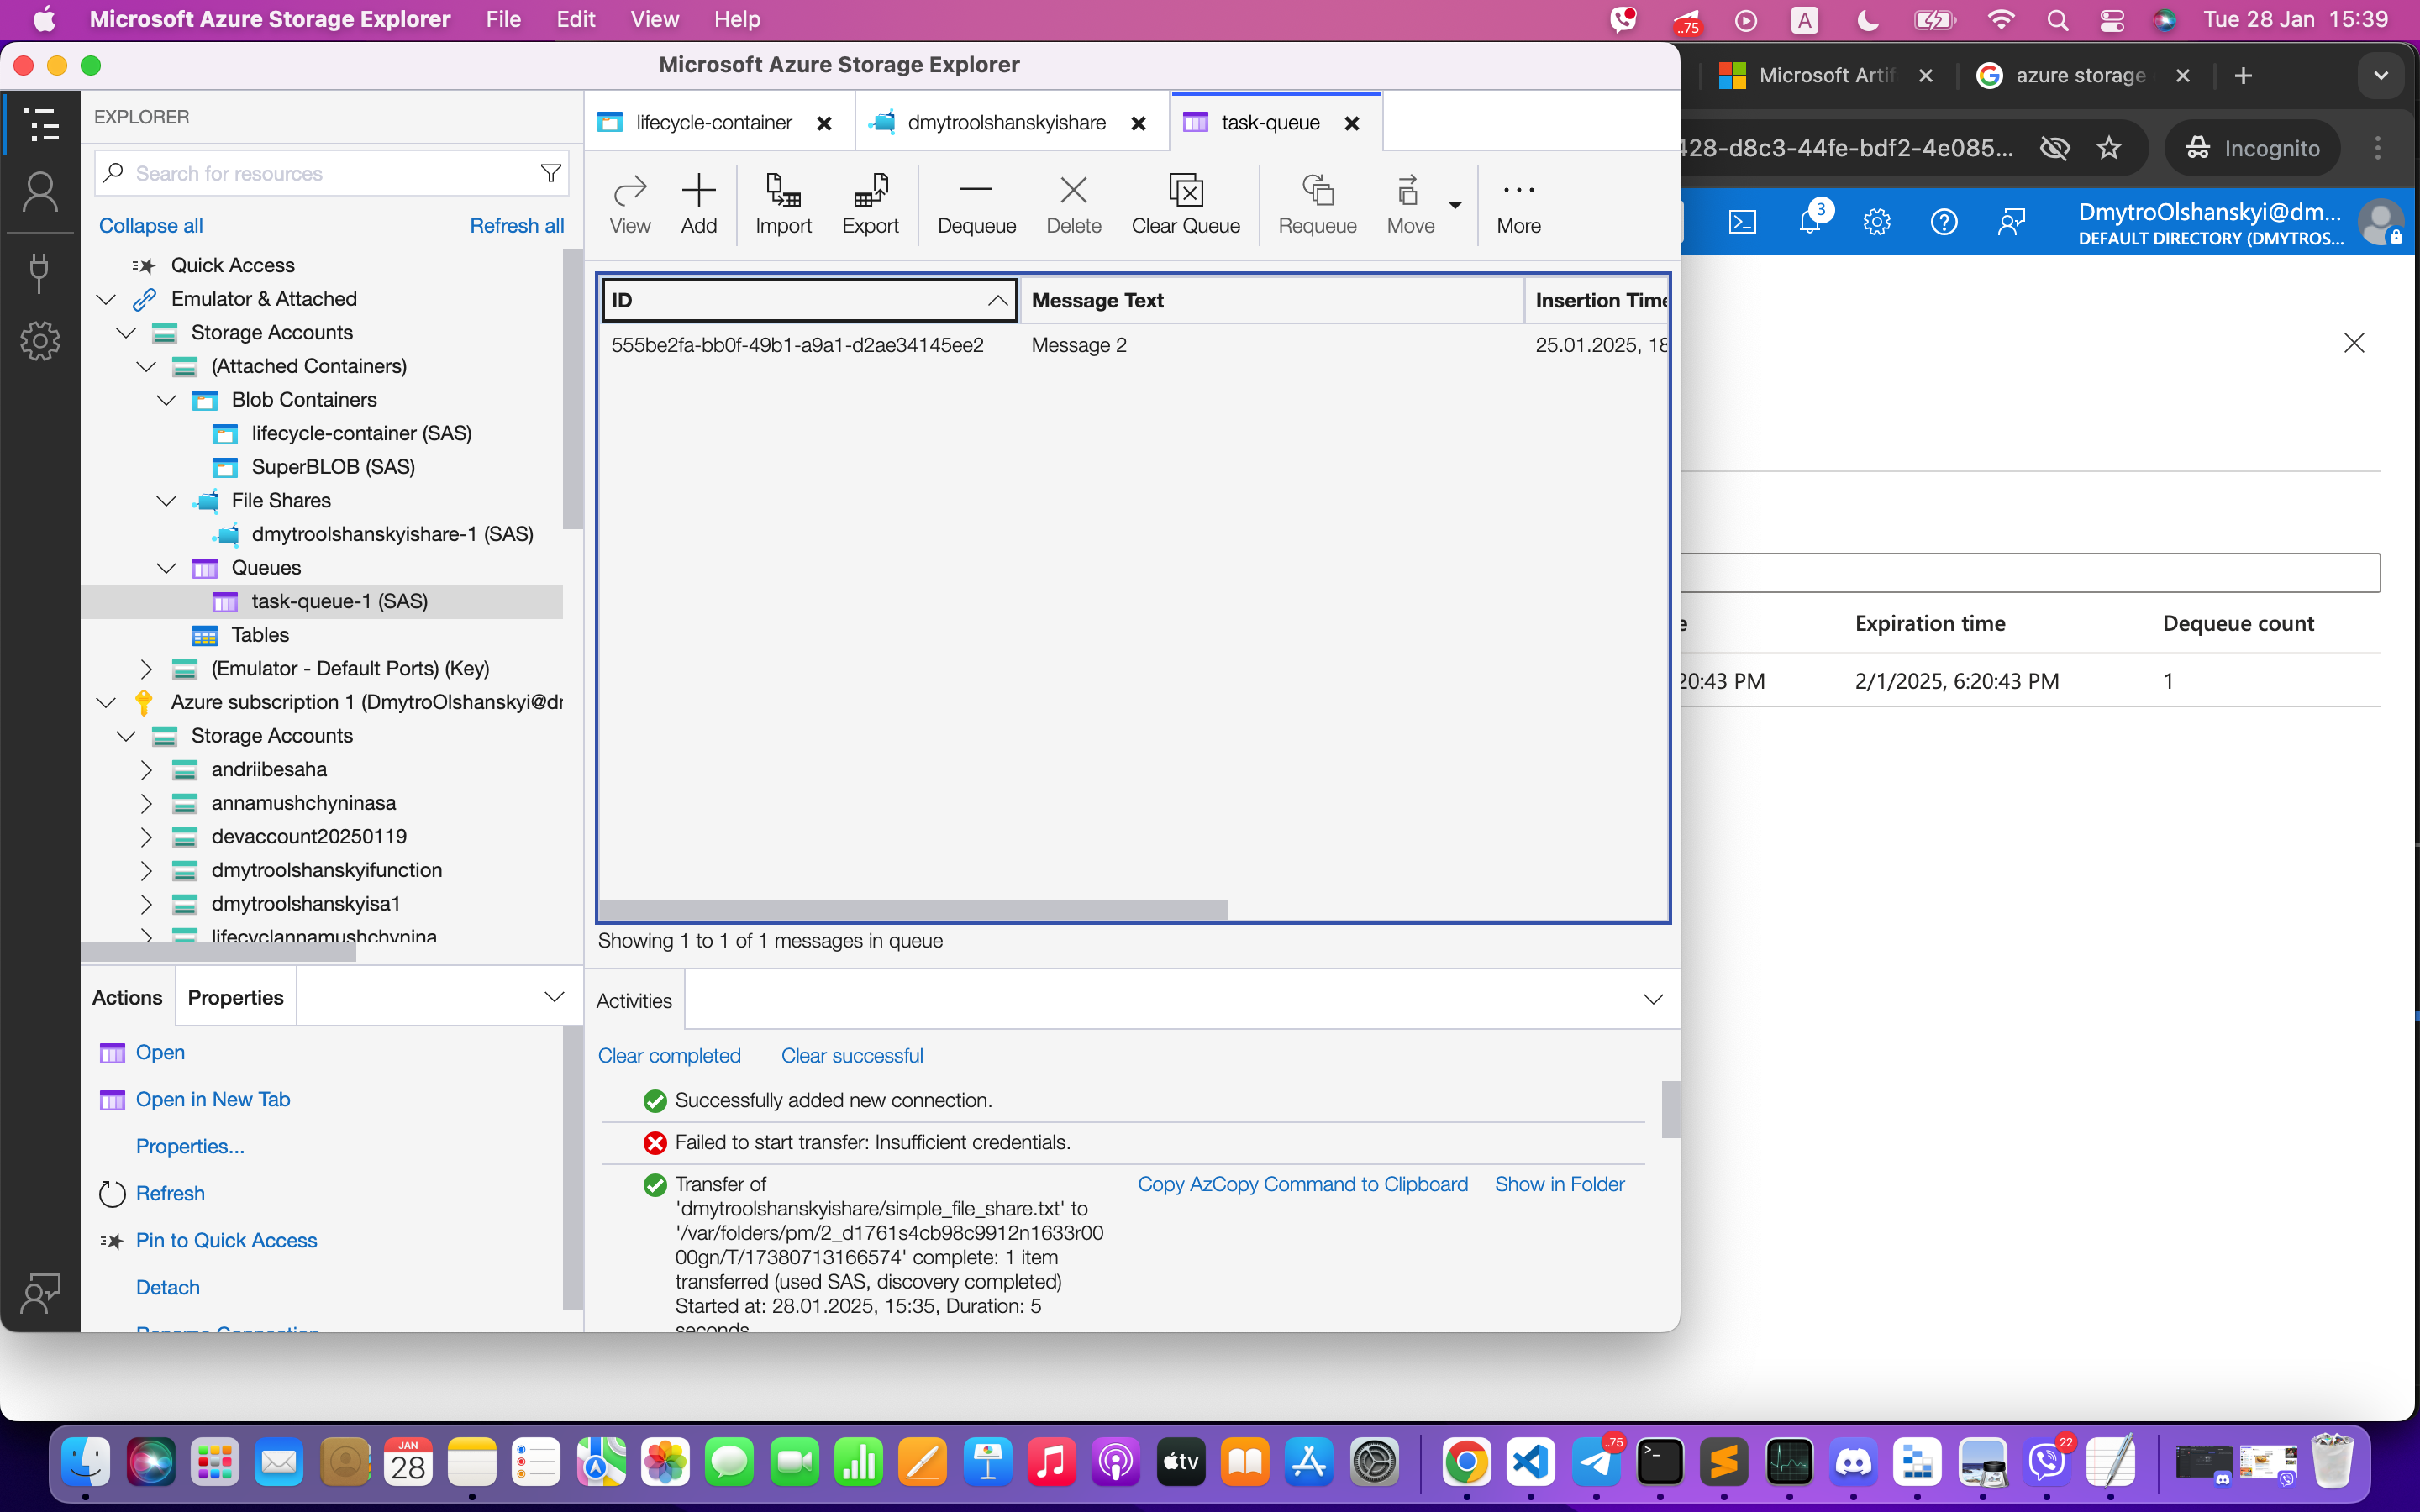 Microsoft Azure Storage Explorer File Edit View Help
..75 A Tue 28 Jan 15:39
Microsoft Azure Storage Explorer
EXPLORER
Search for resources
Collapse all Refresh all
Quick Access
Emulator & Attached
Storage Accounts
(Attached Containers)
Blob Containers
lifecycle-container (SAS)
SuperBLOB (SAS)
File Shares
dmytroolshanskyishare-1 (SAS)
Queues
task-queue-1 (SAS)
Tables
(Emulator - Default Ports) (Key)
Azure subscription 1 (DmytroOlshanskyi@
Storage Accounts
andriibesaha
annamushchyninasa
devaccount20250119
dmytroolshanskyifunction
dmytroolshanskyisa1
lifecyclannamushchynina
Actions Properties
Open
Open in New Tab
Properties...
Refresh
Pin to Quick Access
Detach
Rename Connection
lifecycle-container dmytroolshanskyishare task-queue
View Add Import Export Dequeue Delete Clear Queue Requeue Move More
ID Message Text Insertion Time
555be2fa-bb0f-49b1-a9a1-d2ae34145ee2 Message 2 25.01.2025, 18
Showing 1 to 1 of 1 messages in queue
Activities
Clear completed Clear successful
Successfully added new connection.
Failed to start transfer: Insufficient credentials.
Transfer of Copy AzCopy Command to Clipboard Show in Folder
'dmytroolshanskyishare/simple_file_share.txt' to
'/var/folders/pm/2_d1761s4cb98c9912n1633r00
00gn/T/17380713166574' complete: 1 item
transferred (used SAS, discovery completed)
Started at: 28.01.2025, 15:35, Duration: 5
seconds
Microsoft Artif azure storage
428-d8c3-44fe-bdf2-4e085... Incognito
3 DmytroOlshanskyi@dm...
DEFAULT DIRECTORY (DMYTROS...
Expiration time Dequeue count
20:43 PM 2/1/2025, 6:20:43 PM 1
JAN
28
tv
..75
22